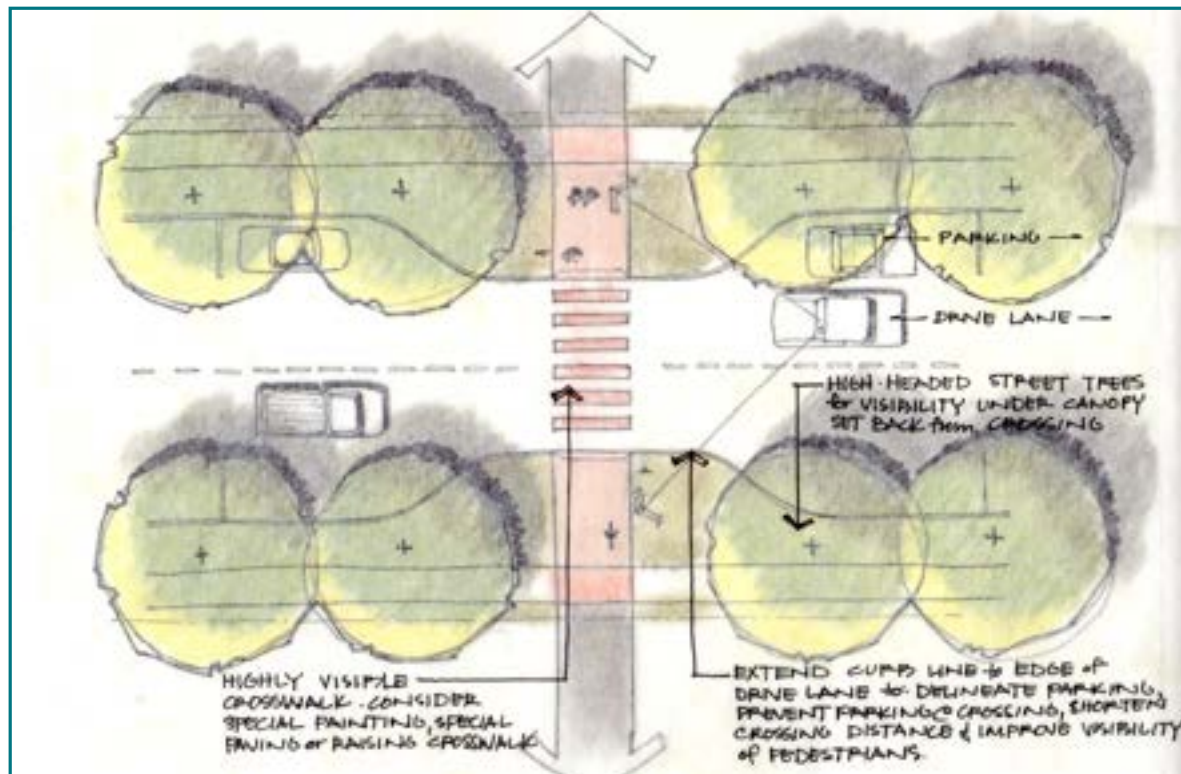 PARKING
DRIVE LANE
HIGH-HEADED STREET TREES
for VISIBILITY UNDER CANOPY
SET BACK from CROSSING
HIGHLY VISIBLE
CROSSWALK. CONSIDER
SPECIAL PAINTING, SPECIAL
PAVING or RAISING CROSSWALK
EXTEND CURB LINE to EDGE of
DRIVE LANE to DELINEATE PARKING,
PREVENT PARKING @ CROSSING, SHORTEN
CROSSING DISTANCE & IMPROVE VISIBILITY
of PEDESTRIANS.